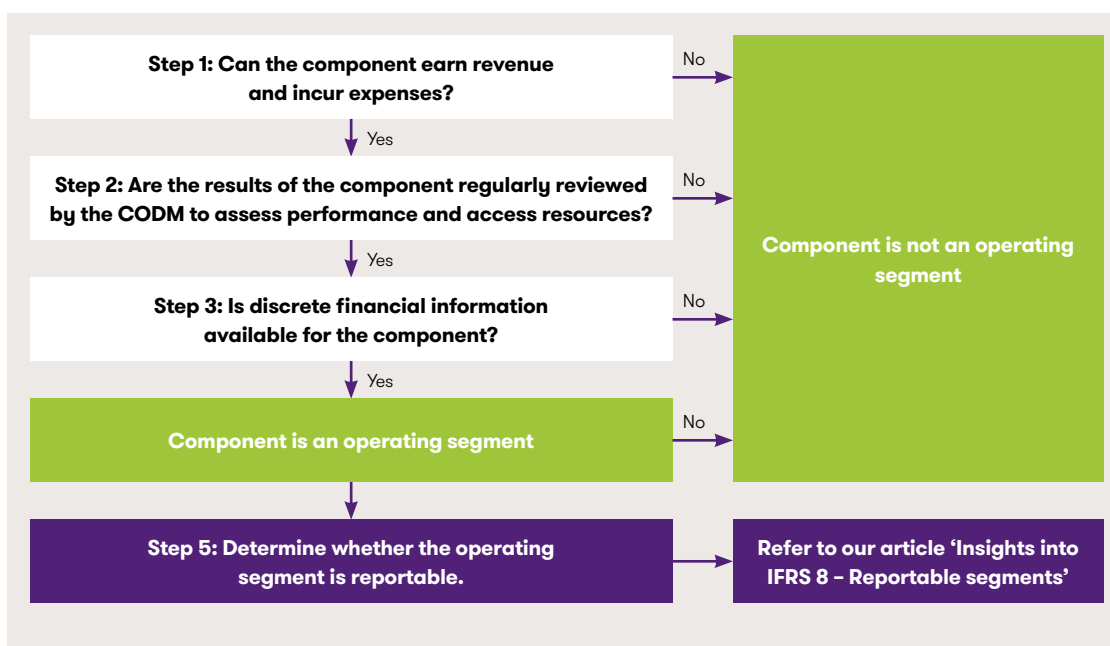 Step 1: Can the component earn revenue
and incur expenses?
No
Yes
Step 2: Are the results of the component regularly reviewed
by the CODM to assess performance and access resources?
No
Yes
Step 3: Is discrete financial information
available for the component?
No
Yes
Component is not an operating
segment
Component is an operating segment
No
Step 5: Determine whether the operating
segment is reportable.
Refer to our article ‘Insights into
IFRS 8 – Reportable segments’